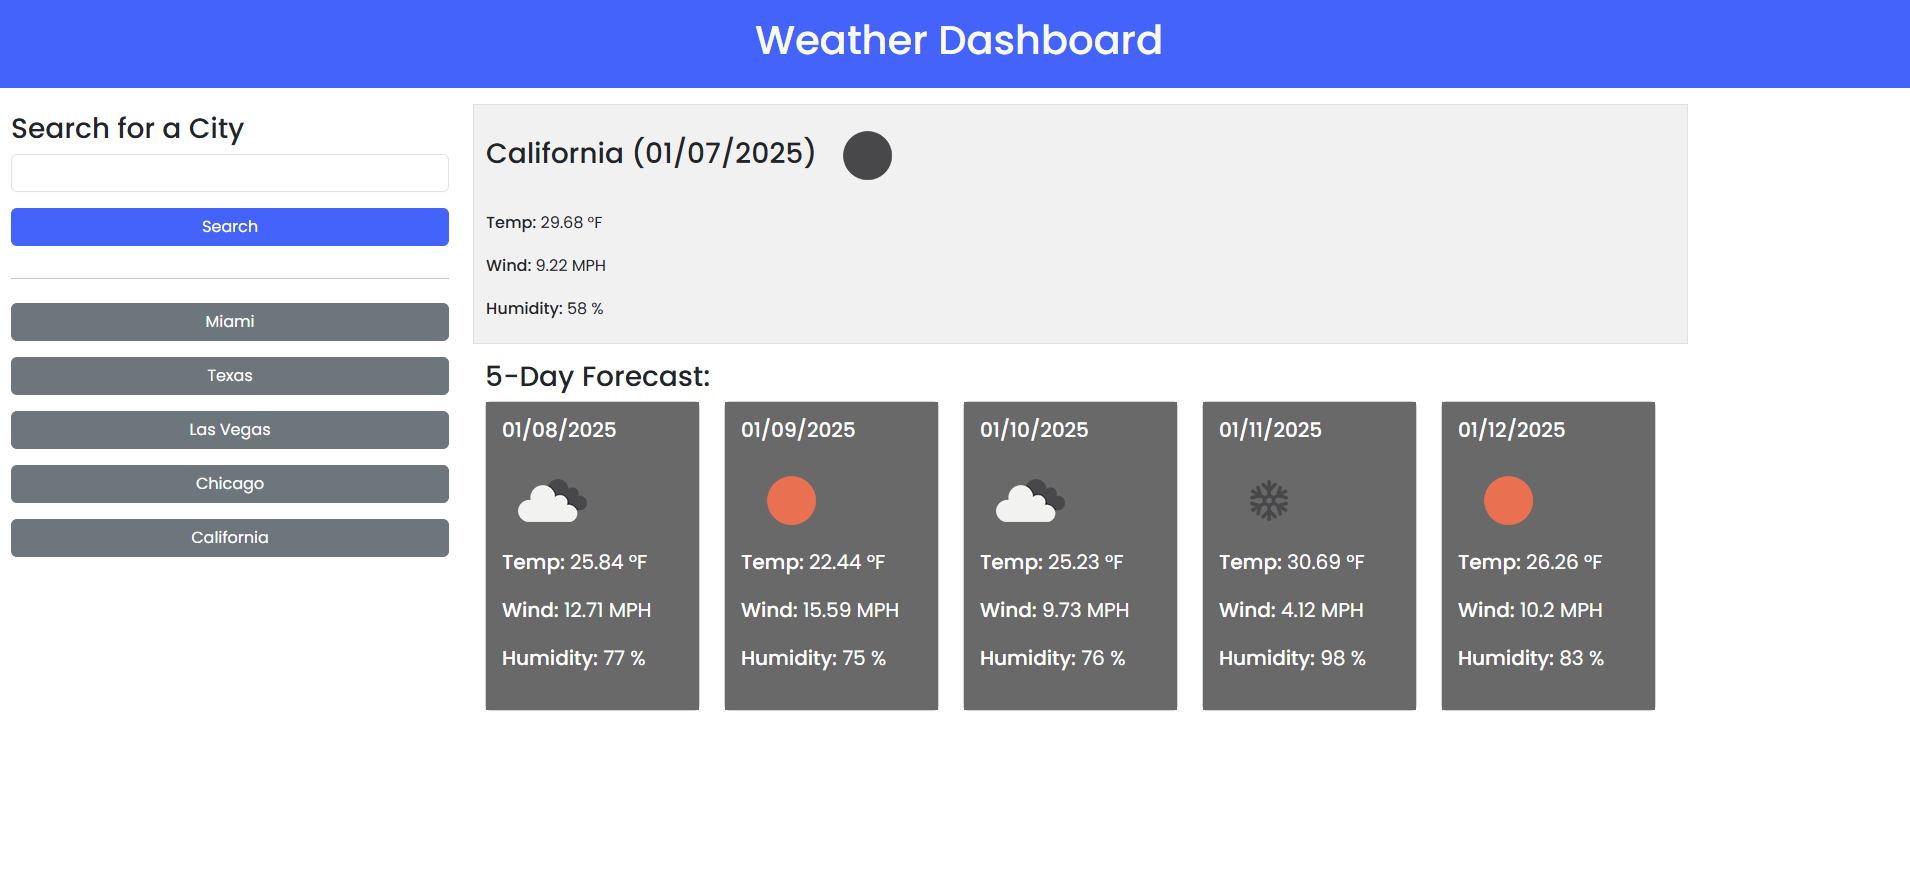 Weather Dashboard
Search for a City
Search
Miami
Texas
Las Vegas
Chicago
California
California (01/07/2025)
Temp: 29.68 °F
Wind: 9.22 MPH
Humidity: 58 %
5-Day Forecast:
01/08/2025
Temp: 25.84 °F
Wind: 12.71 MPH
Humidity: 77 %
01/09/2025
Temp: 22.44 °F
Wind: 15.59 MPH
Humidity: 75 %
01/10/2025
Temp: 25.23 °F
Wind: 9.73 MPH
Humidity: 76 %
01/11/2025
Temp: 30.69 °F
Wind: 4.12 MPH
Humidity: 98 %
01/12/2025
Temp: 26.26 °F
Wind: 10.2 MPH
Humidity: 83 %